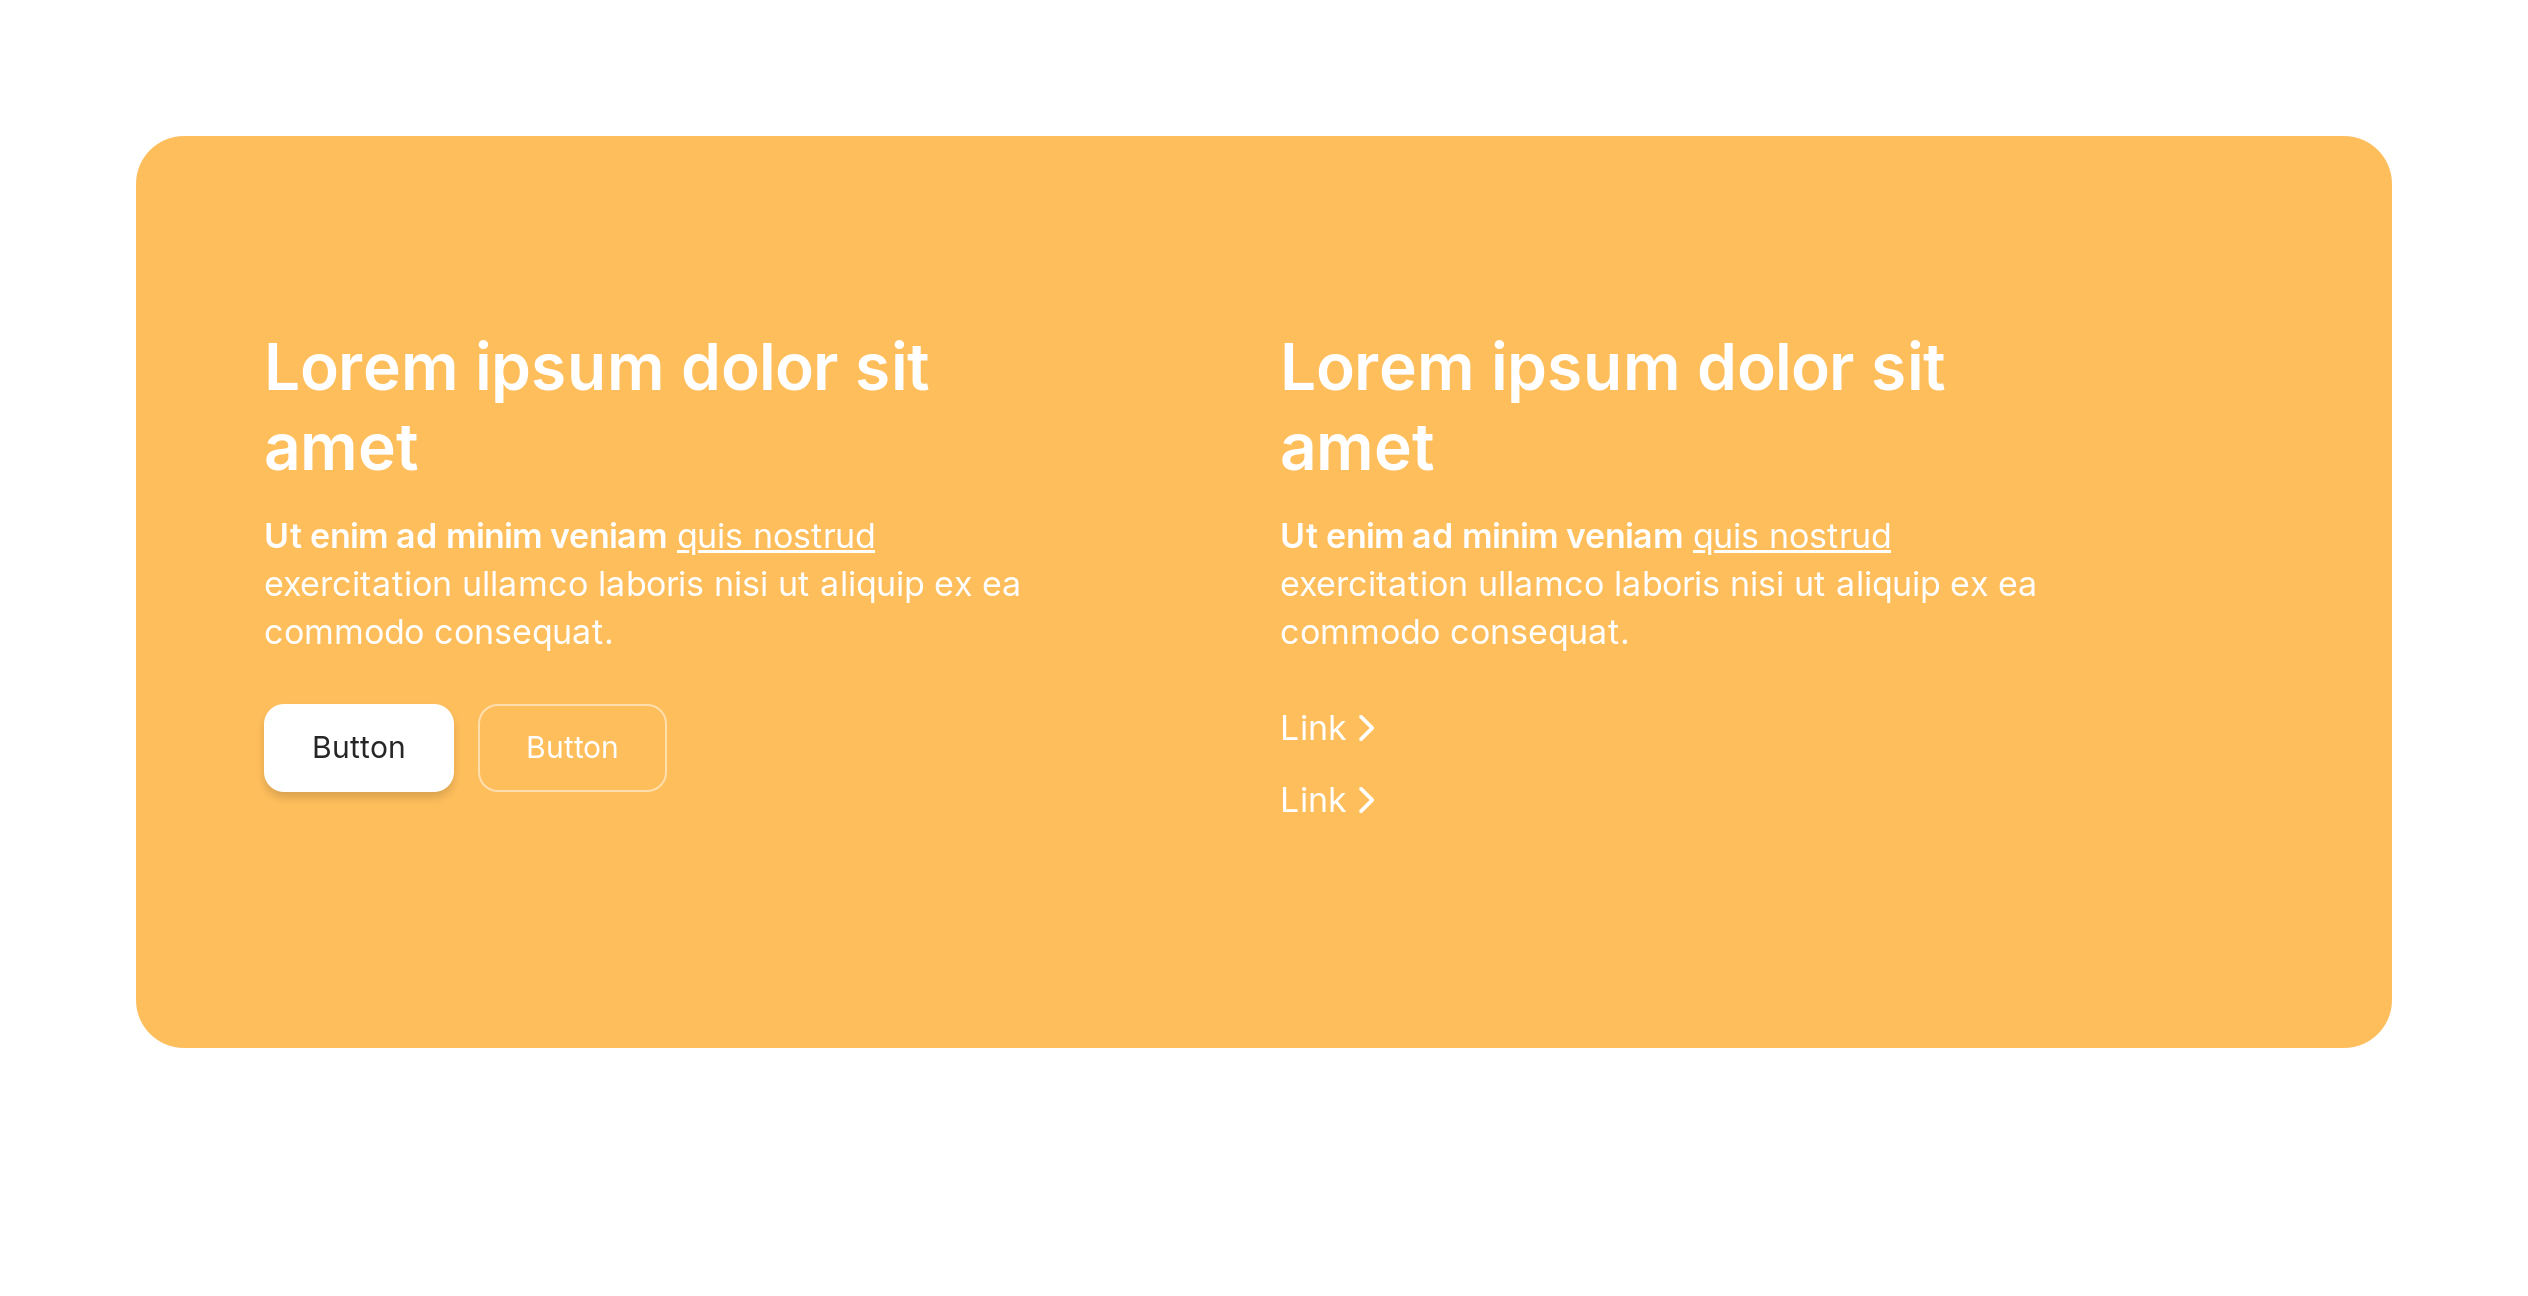 Lorem ipsum dolor sit
amet
Ut enim ad minim veniam quis nostrud
exercitation ullamco laboris nisi ut aliquip ex ea
commodo consequat.
Button
Button
Lorem ipsum dolor sit
amet
Ut enim ad minim veniam quis nostrud
exercitation ullamco laboris nisi ut aliquip ex ea
commodo consequat.
Link
Link